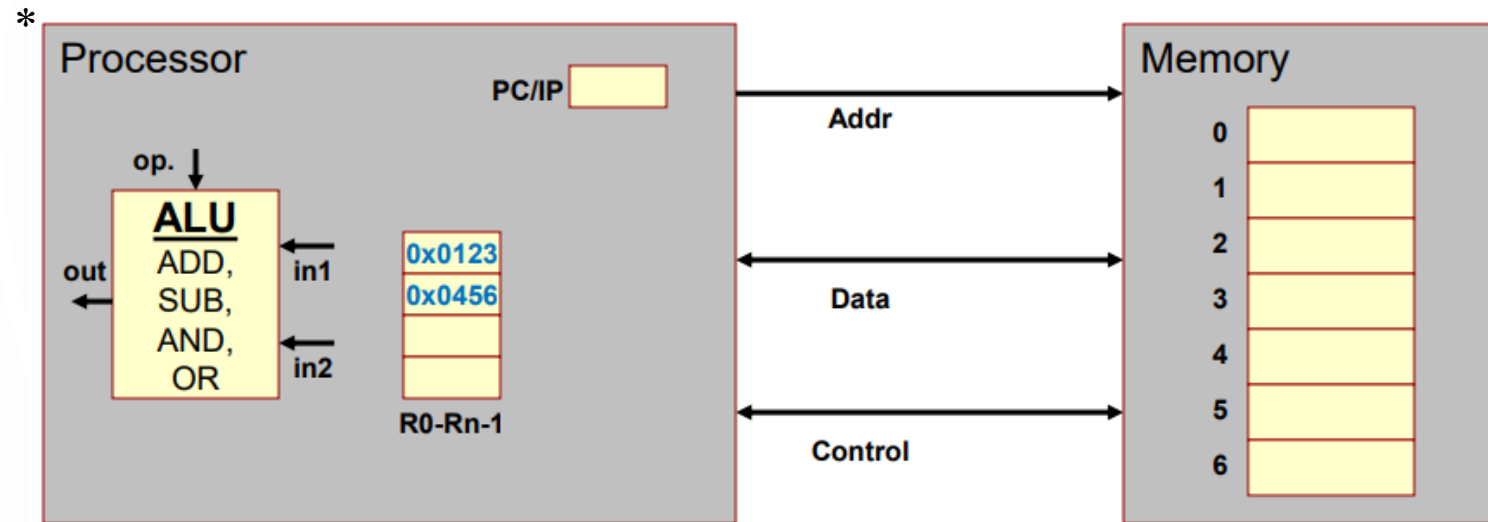 *
Processor
PC/IP
op.
ALU
ADD,
SUB,
AND,
OR
out
in1
in2
0x0123
0x0456
R0-Rn-1
Addr
Data
Control
Memory
0
1
2
3
4
5
6